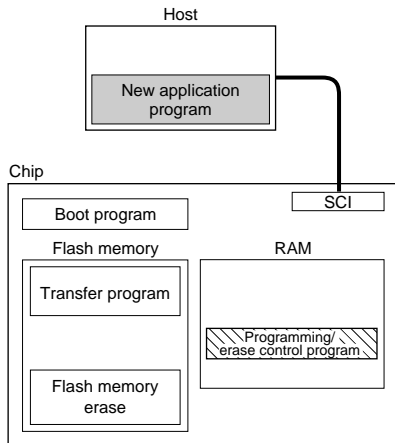 Host
New application
program
Chip
SCI
Boot program
Flash memory
RAM
Transfer program
Programming/
erase control program
Flash memory
erase